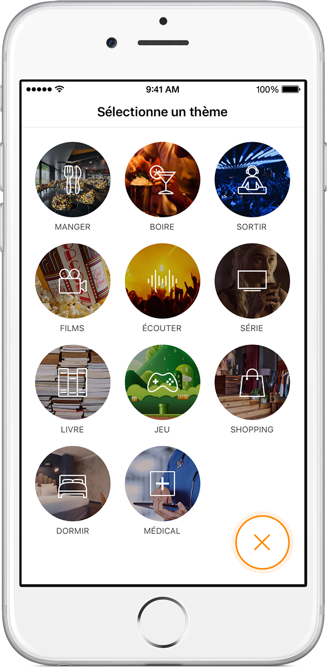 9:41 AM
100%
Sélectionne un thème
MANGER
BOIRE
SORTIR
FILMS
ÉCOUTER
SÉRIE
LIVRE
JEU
SHOPPING
DORMIR
MÉDICAL